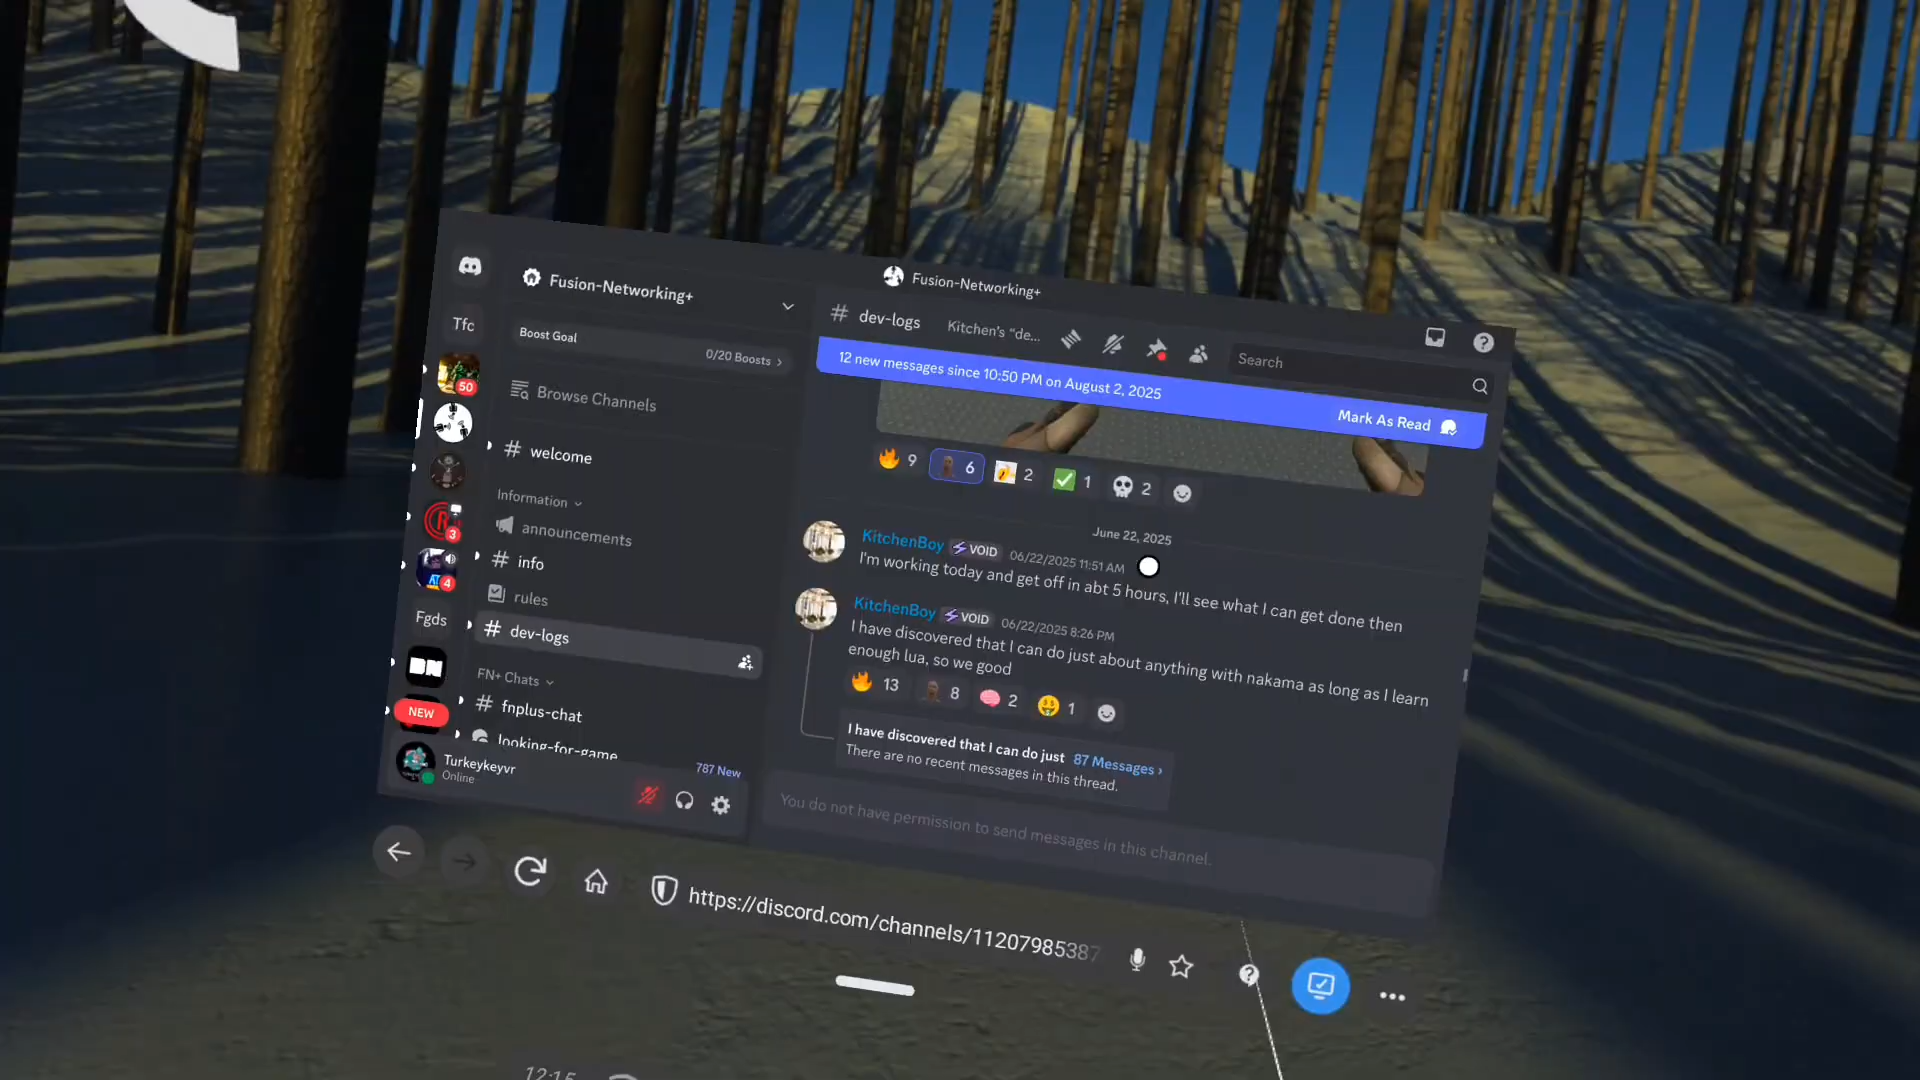 Fusion-Networking+
Tfc
Boost Goal
0/20 Boosts >
50
Browse Channels
welcome
Information
announcements
3
info
4
rules
Fgds
dev-logs
FN+ Chats
NEW
fnplus-chat
looking-for-game
Turkeykeyvr
Online
787 New
Fusion-Networking+
dev-logs
Kitchen's "de...
Search
12 new messages since 10:50 PM on August 2, 2025
Mark As Read
9 6 2 1 2
June 22, 2025
KitchenBoy VOID 06/22/2025 11:51 AM
I'm working today and get off in abt 5 hours, I'll see what I can get done then
KitchenBoy VOID 06/22/2025 8:26 PM
I have discovered that I can do just about anything with nakama as long as I learn
enough lua, so we good
13 8 2 1
I have discovered that I can do just 87 Messages ›
There are no recent messages in this thread.
You do not have permission to send messages in this channel.
https://discord.com/channels/11207985387
12:15